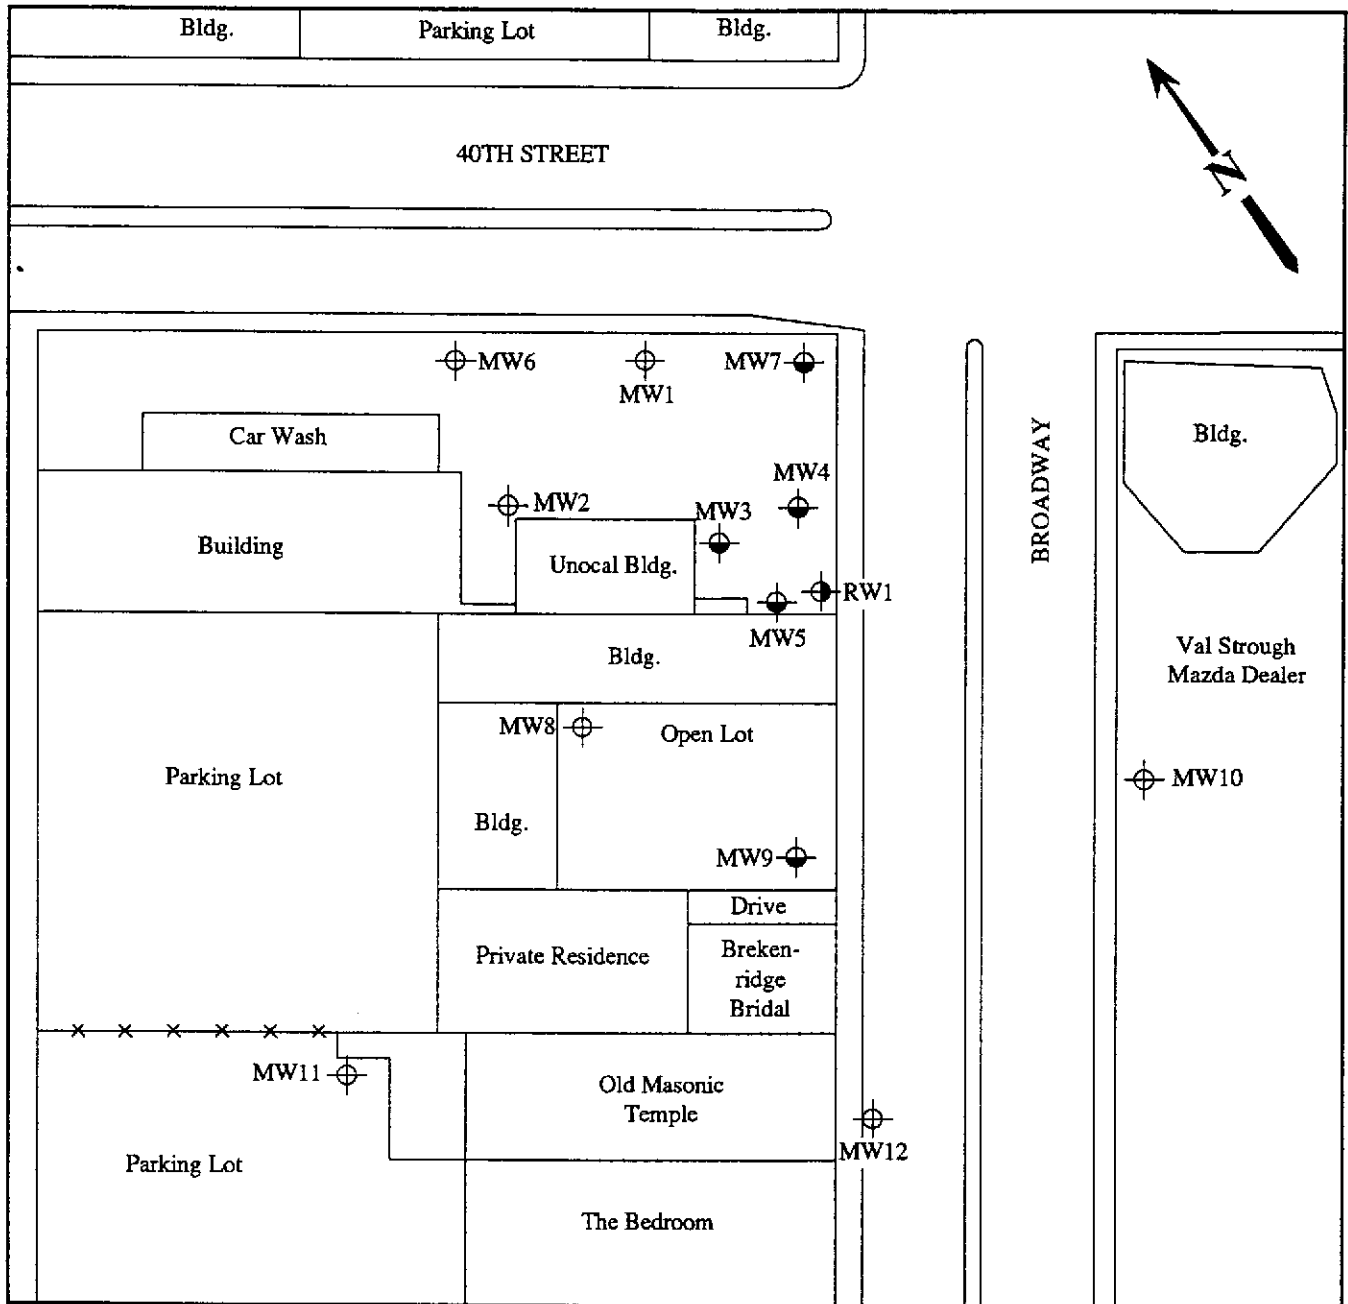 Bldg.
Parking Lot
Bldg.
40TH STREET
N
MW6
MW1
MW7
Car Wash
MW4
MW2
MW3
BROADWAY
Bldg.
Building
Unocal Bldg.
RW1
MW5
Bldg.
Val Strough
Mazda Dealer
MW8
Open Lot
Parking Lot
MW10
Bldg.
MW9
Drive
Private Residence
Breken-
ridge
Bridal
MW11
Old Masonic
Temple
MW12
Parking Lot
The Bedroom